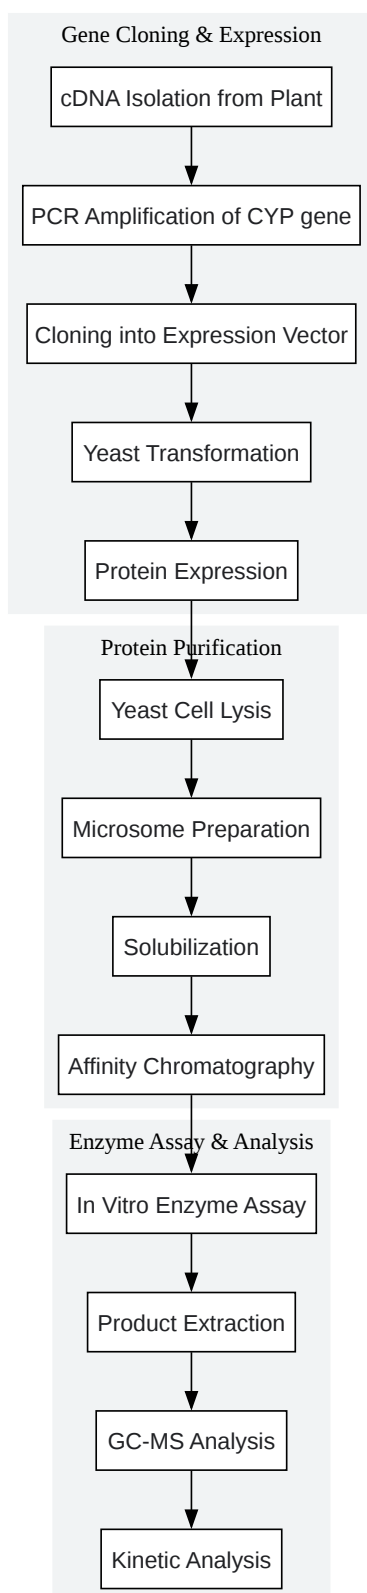 Gene Cloning & Expression
cDNA Isolation from Plant
PCR Amplification of CYP gene
Cloning into Expression Vector
Yeast Transformation
Protein Expression
Protein Purification
Yeast Cell Lysis
Microsome Preparation
Solubilization
Affinity Chromatography
Enzyme Assay & Analysis
In Vitro Enzyme Assay
Product Extraction
GC-MS Analysis
Kinetic Analysis